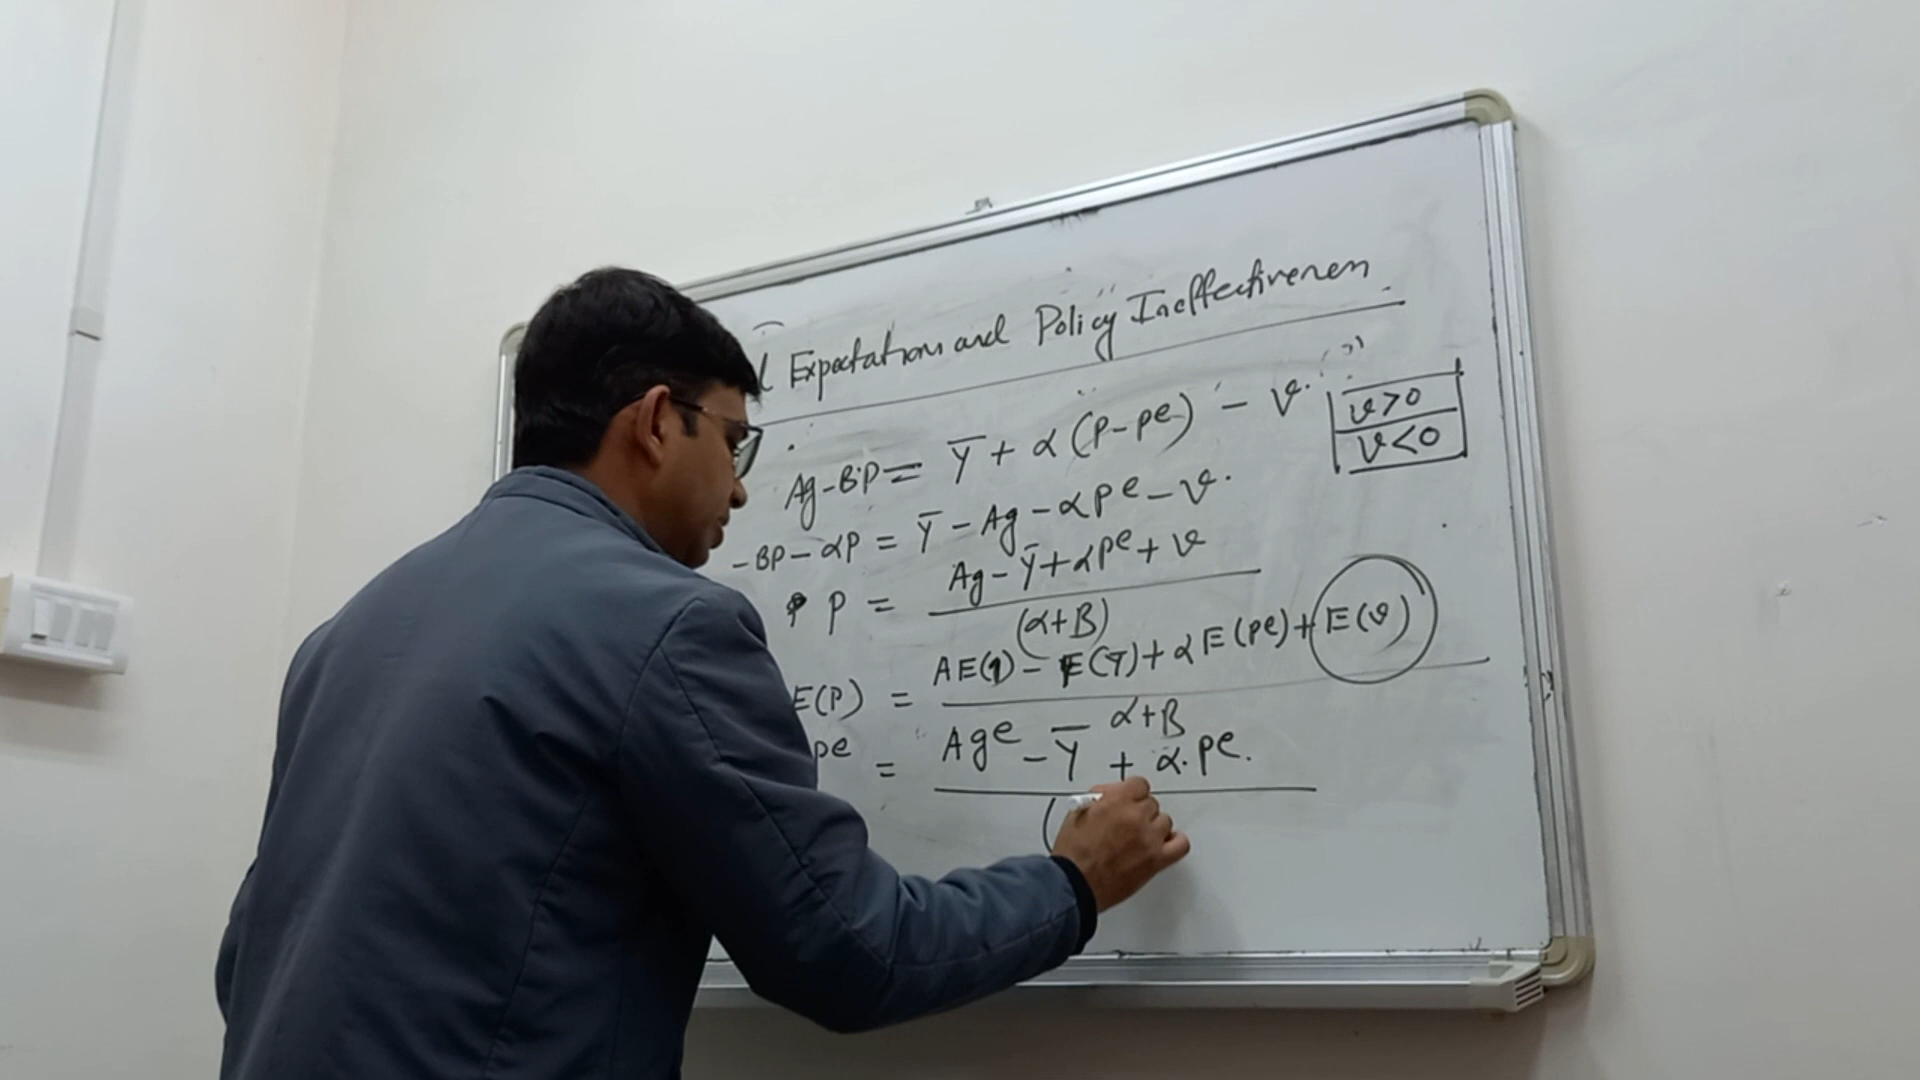 Expectations and Policy Ineffectiveness
Ag - BP = Ȳ + α (P - pe) - v.
v>0
v<0
-BP - αP = Ȳ - Ag - αpe - v.
P = Ag - Ȳ + αpe + v
(α+B)
E(P) = AE(g) - E(Ȳ) + αE(pe) + E(v)
α+B
pe = Age - Ȳ + α.pe.
(